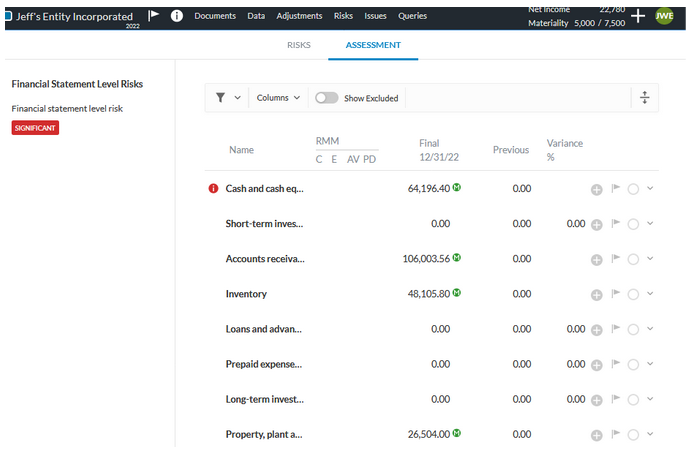 Jeff's Entity Incorporated
2022
Documents Data Adjustments Risks Issues Queries
Net Income 22,780
Materiality 5,000 / 7,500
JWE
RISKS ASSESSMENT
Financial Statement Level Risks
Financial statement level risk
SIGNIFICANT
Columns Show Excluded
Name RMM Final Previous Variance
C E AV PD 12/31/22 %
Cash and cash eq... 64,196.40 M 0.00
Short-term inves... 0.00 0.00 0.00
Accounts receiva... 106,003.56 M 0.00
Inventory 48,105.80 M 0.00
Loans and advan... 0.00 0.00 0.00
Prepaid expense... 0.00 0.00 0.00
Long-term invest... 0.00 0.00 0.00
Property, plant a... 26,504.00 M 0.00